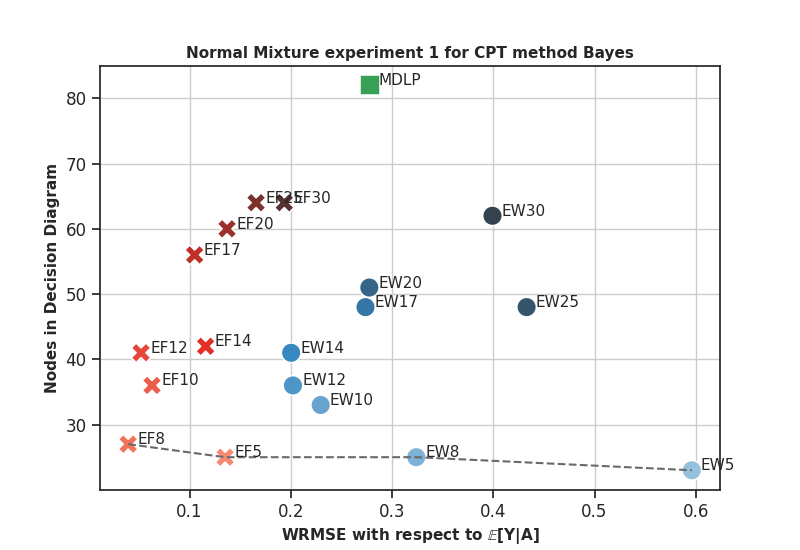 Normal Mixture experiment 1 for CPT method Bayes
MDLP
80
70
EF25
EF30
EW30
60
EF20
EF17
50
EW20
EW17
EW25
40
EF12
EF14
EW14
EF10
EW12
EW10
30
EF8
EF5
EW8
EW5
Nodes in Decision Diagram
0.1
0.2
0.3
0.4
0.5
0.6
WRMSE with respect to 𝔼[Y|A]